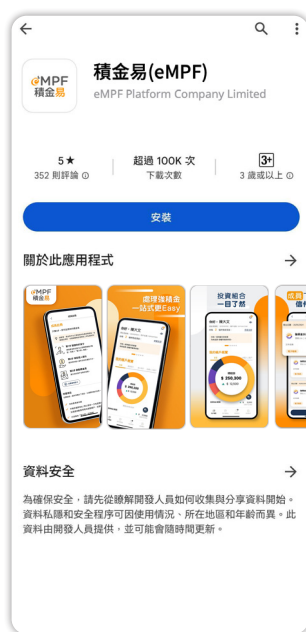 eMPF
積金易
積金易(eMPF)
eMPF Platform Company Limited
5★
352 則評論
超過 100K 次
下載次數
3+
3 歲或以上
安裝
關於此應用程式
eMPF
積金易
處理強積金
一站式更Easy
投資組合
一目了然
資料安全
為確保安全，請先從瞭解開發人員如何收集與分享資料開始。
資料私隱和安全程序可因使用情況、所在地區和年齡而異。此
資料由開發人員提供，並可能會隨時間更新。